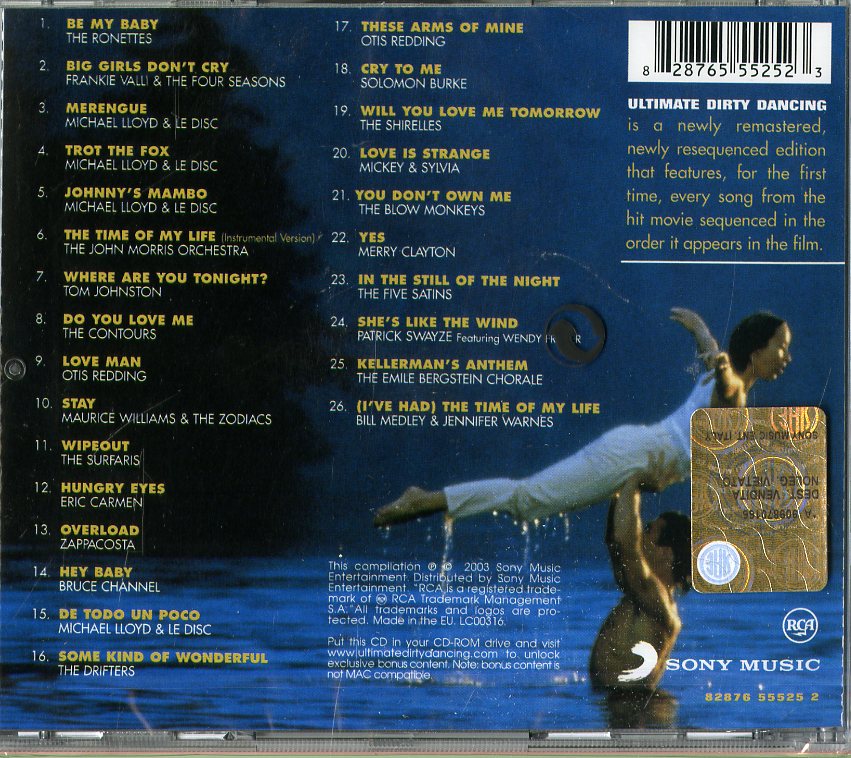 1. BE MY BABY
THE RONETTES
2. BIG GIRLS DON'T CRY
FRANKIE VALLI & THE FOUR SEASONS
3. MERENGUE
MICHAEL LLOYD & LE DISC
4. TROT THE FOX
MICHAEL LLOYD & LE DISC
5. JOHNNY'S MAMBO
MICHAEL LLOYD & LE DISC
6. THE TIME OF MY LIFE (Instrumental Version)
THE JOHN MORRIS ORCHESTRA
7. WHERE ARE YOU TONIGHT?
TOM JOHNSTON
8. DO YOU LOVE ME
THE CONTOURS
9. LOVE MAN
OTIS REDDING
10. STAY
MAURICE WILLIAMS & THE ZODIACS
11. WIPEOUT
THE SURFARIS
12. HUNGRY EYES
ERIC CARMEN
13. OVERLOAD
ZAPPACOSTA
14. HEY BABY
BRUCE CHANNEL
15. DE TODO UN POCO
MICHAEL LLOYD & LE DISC
16. SOME KIND OF WONDERFUL
THE DRIFTERS
17. THESE ARMS OF MINE
OTIS REDDING
18. CRY TO ME
SOLOMON BURKE
19. WILL YOU LOVE ME TOMORROW
THE SHIRELLES
20. LOVE IS STRANGE
MICKEY & SYLVIA
21. YOU DON'T OWN ME
THE BLOW MONKEYS
22. YES
MERRY CLAYTON
23. IN THE STILL OF THE NIGHT
THE FIVE SATINS
24. SHE'S LIKE THE WIND
PATRICK SWAYZE Featuring WENDY
25. KELLERMAN'S ANTHEM
THE EMILE BERGSTEIN CHORALE
26. (I'VE HAD) THE TIME OF MY LIFE
BILL MEDLEY & JENNIFER WARNES
This compilation ℗ © 2003 Sony Music
Entertainment. Distributed by Sony Music
Entertainment. "RCA is a registered trade-
mark of ® RCA Trademark Management
S.A." All trademarks and logos are pro-
tected. Made in the EU. LC00316.
Put this CD in your CD-ROM drive and visit
www.ultimatedirtydancing.com to unlock
exclusive bonus content. Note: bonus content is
not MAC compatible.
8 28765 55252 3
ULTIMATE DIRTY DANCING
is a newly remastered,
newly resequenced edition
that features, for the first
time, every song from the
hit movie sequenced in the
order it appears in the film.
*A 909870185
DEST. VENDITA
NOLEG. VIETATO
SONY MUSIC ENT ITALY
RCA
SONY MUSIC
82876 55525 2